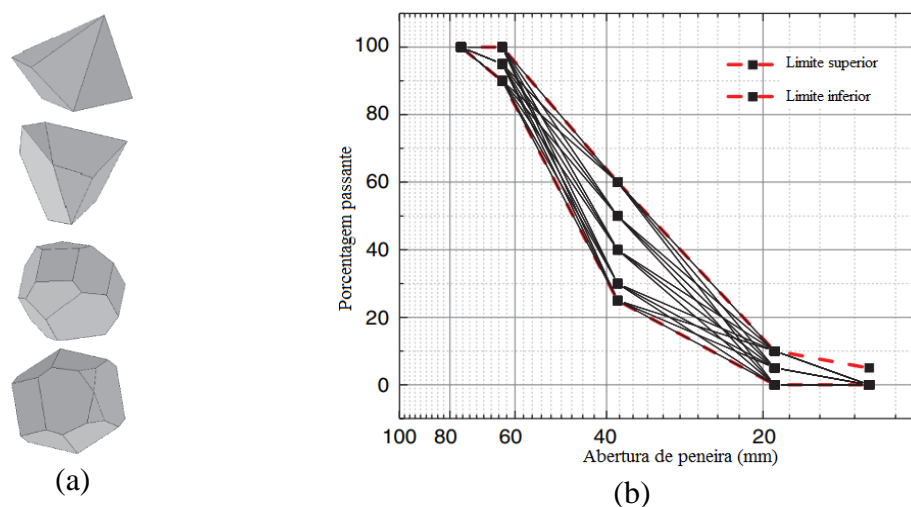 100
80
60
40
20
0
Porcentagem passante
Limite superior
Limite inferior
100 80 60 40 20
Abertura de peneira (mm)
(a)
(b)